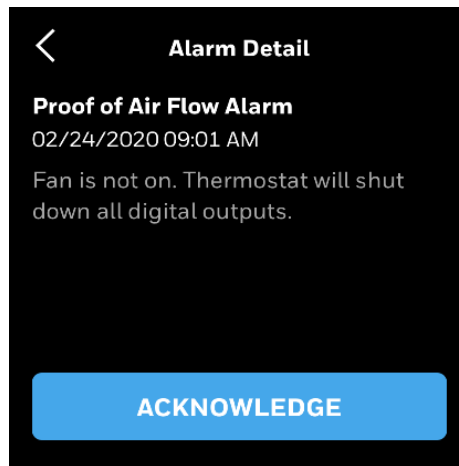 Alarm Detail
Proof of Air Flow Alarm
02/24/2020 09:01 AM
Fan is not on. Thermostat will shut
down all digital outputs.
ACKNOWLEDGE